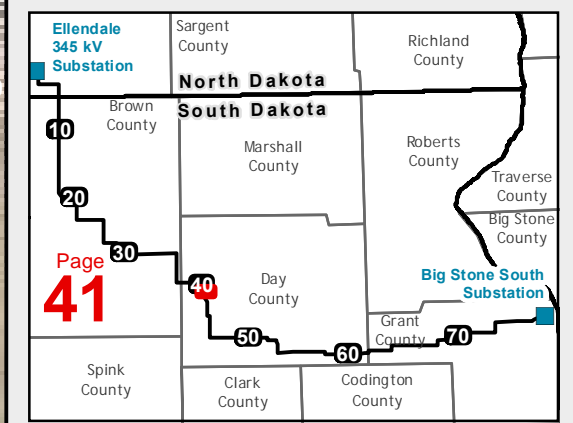 Ellendale
345 kV
Substation
Sargent
County
Richland
County
North Dakota
South Dakota
Brown
County
10
Marshall
County
Roberts
County
Traverse
County
20
Big Stone
County
30
Page
41
40
Day
County
Big Stone South
Substation
Grant
County
50
60
70
Spink
County
Clark
County
Codington
County